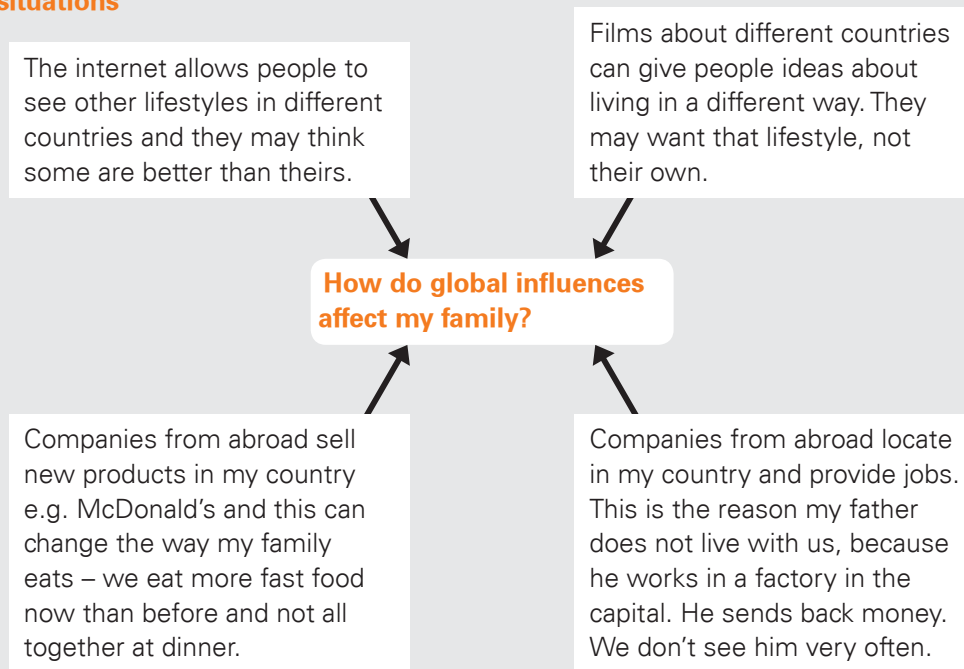 situations
The internet allows people to
see other lifestyles in different
countries and they may think
some are better than theirs.
Films about different countries
can give people ideas about
living in a different way. They
may want that lifestyle, not
their own.
How do global influences
affect my family?
Companies from abroad sell
new products in my country
e.g. McDonald’s and this can
change the way my family
eats – we eat more fast food
now than before and not all
together at dinner.
Companies from abroad locate
in my country and provide jobs.
This is the reason my father
does not live with us, because
he works in a factory in the
capital. He sends back money.
We don’t see him very often.